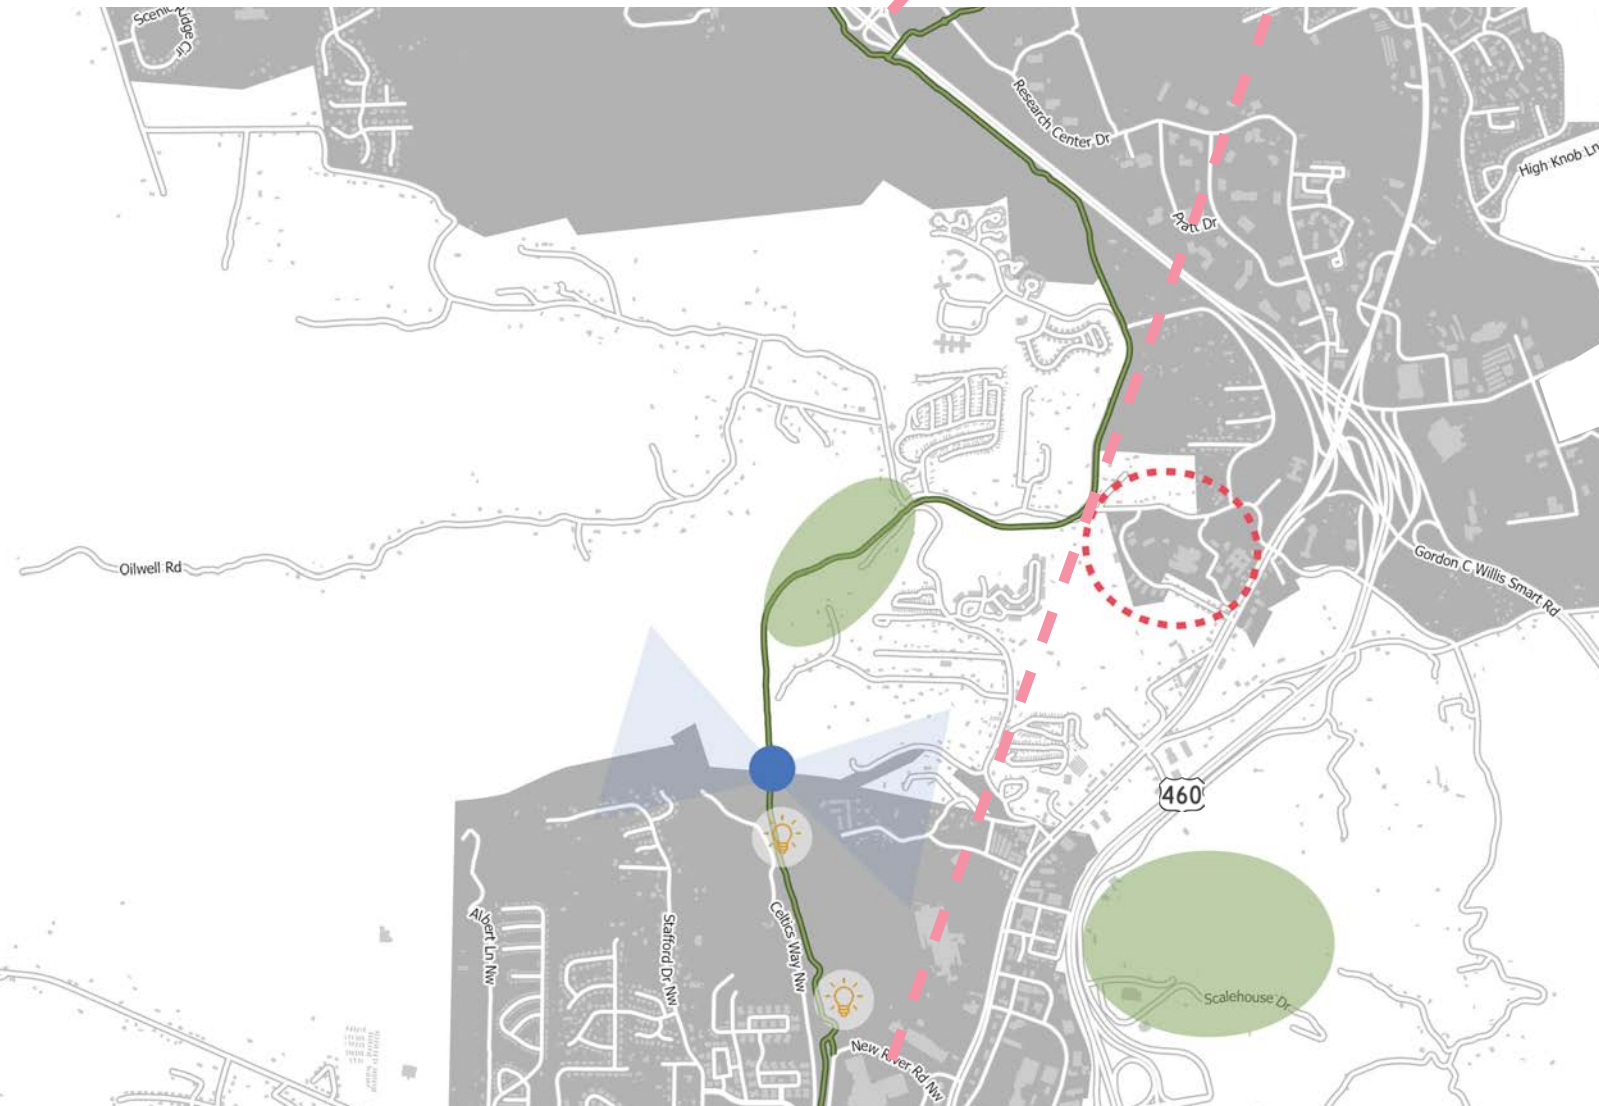 Scenic Ridge Cir
Research Center Dr
High Knob Ln
Pratt Dr
Oilwell Rd
Gordon C Willis Smart Rd
460
Albert Ln Nw
Stafford Dr Nw
Celtics Way Nw
Scalehouse Dr
New River Rd Nw